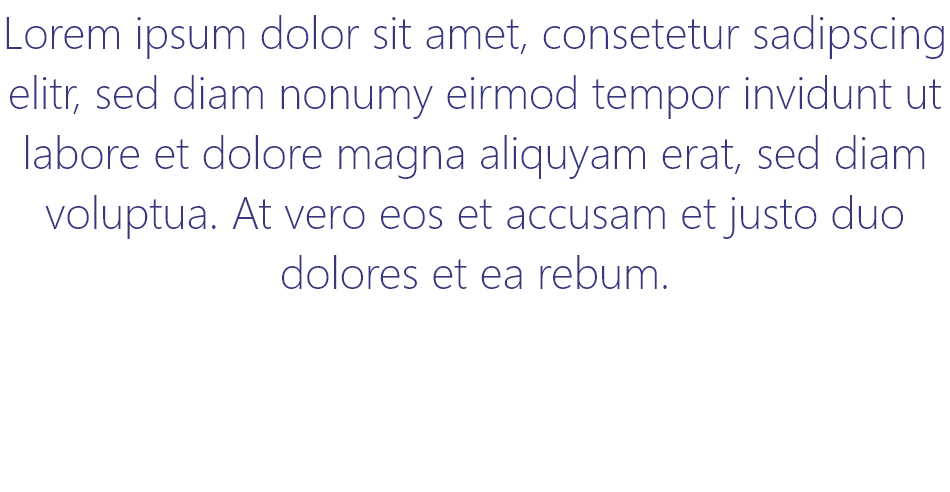 Lorem ipsum dolor sit amet, consetetur sadipscing
elitr, sed diam nonumy eirmod tempor invidunt ut
labore et dolore magna aliquyam erat, sed diam
voluptua. At vero eos et accusam et justo duo
dolores et ea rebum.